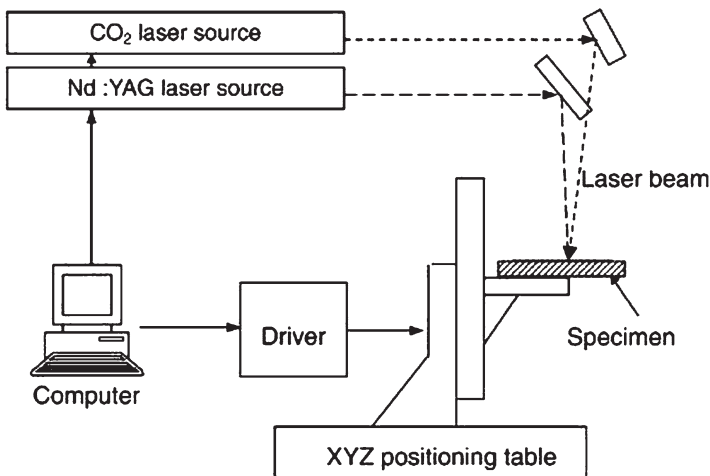 CO₂ laser source
Nd :YAG laser source
Laser beam
Driver
Specimen
Computer
XYZ positioning table